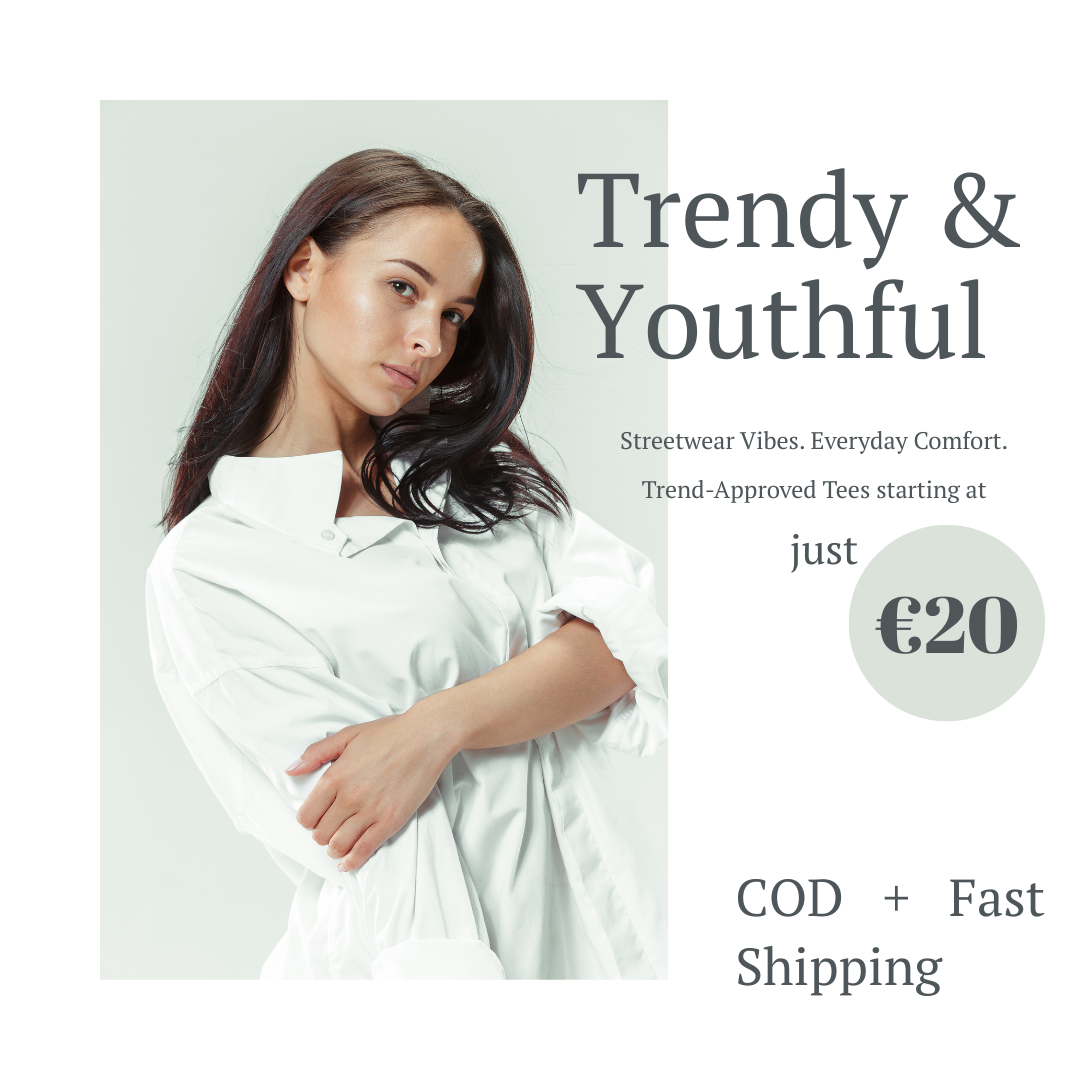 Trendy &
Youthful
Streetwear Vibes. Everyday Comfort.
Trend-Approved Tees starting at
just
€20
COD + Fast
Shipping